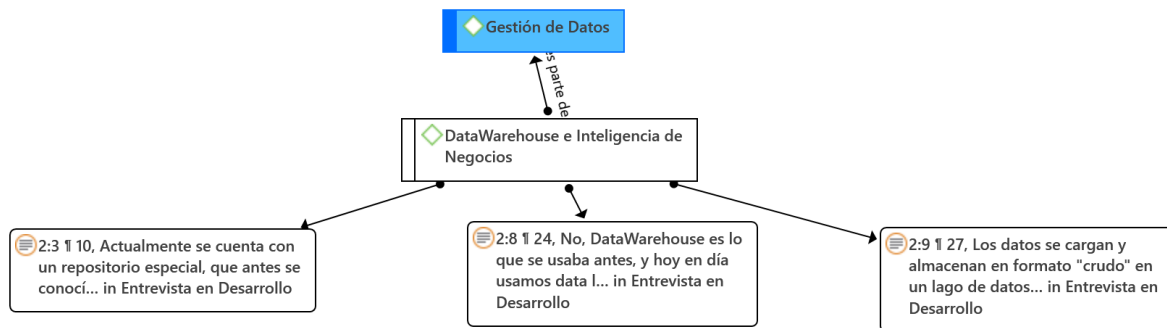 Gestión de Datos
es parte de
DataWarehouse e Inteligencia de
Negocios
2:3 ¶ 10, Actualmente se cuenta con
un repositorio especial, que antes se
conocí... in Entrevista en Desarrollo
2:8 ¶ 24, No, DataWarehouse es lo
que se usaba antes, y hoy en día
usamos data l... in Entrevista en
Desarrollo
2:9 ¶ 27, Los datos se cargan y
almacenan en formato "crudo" en
un lago de datos... in Entrevista en
Desarrollo